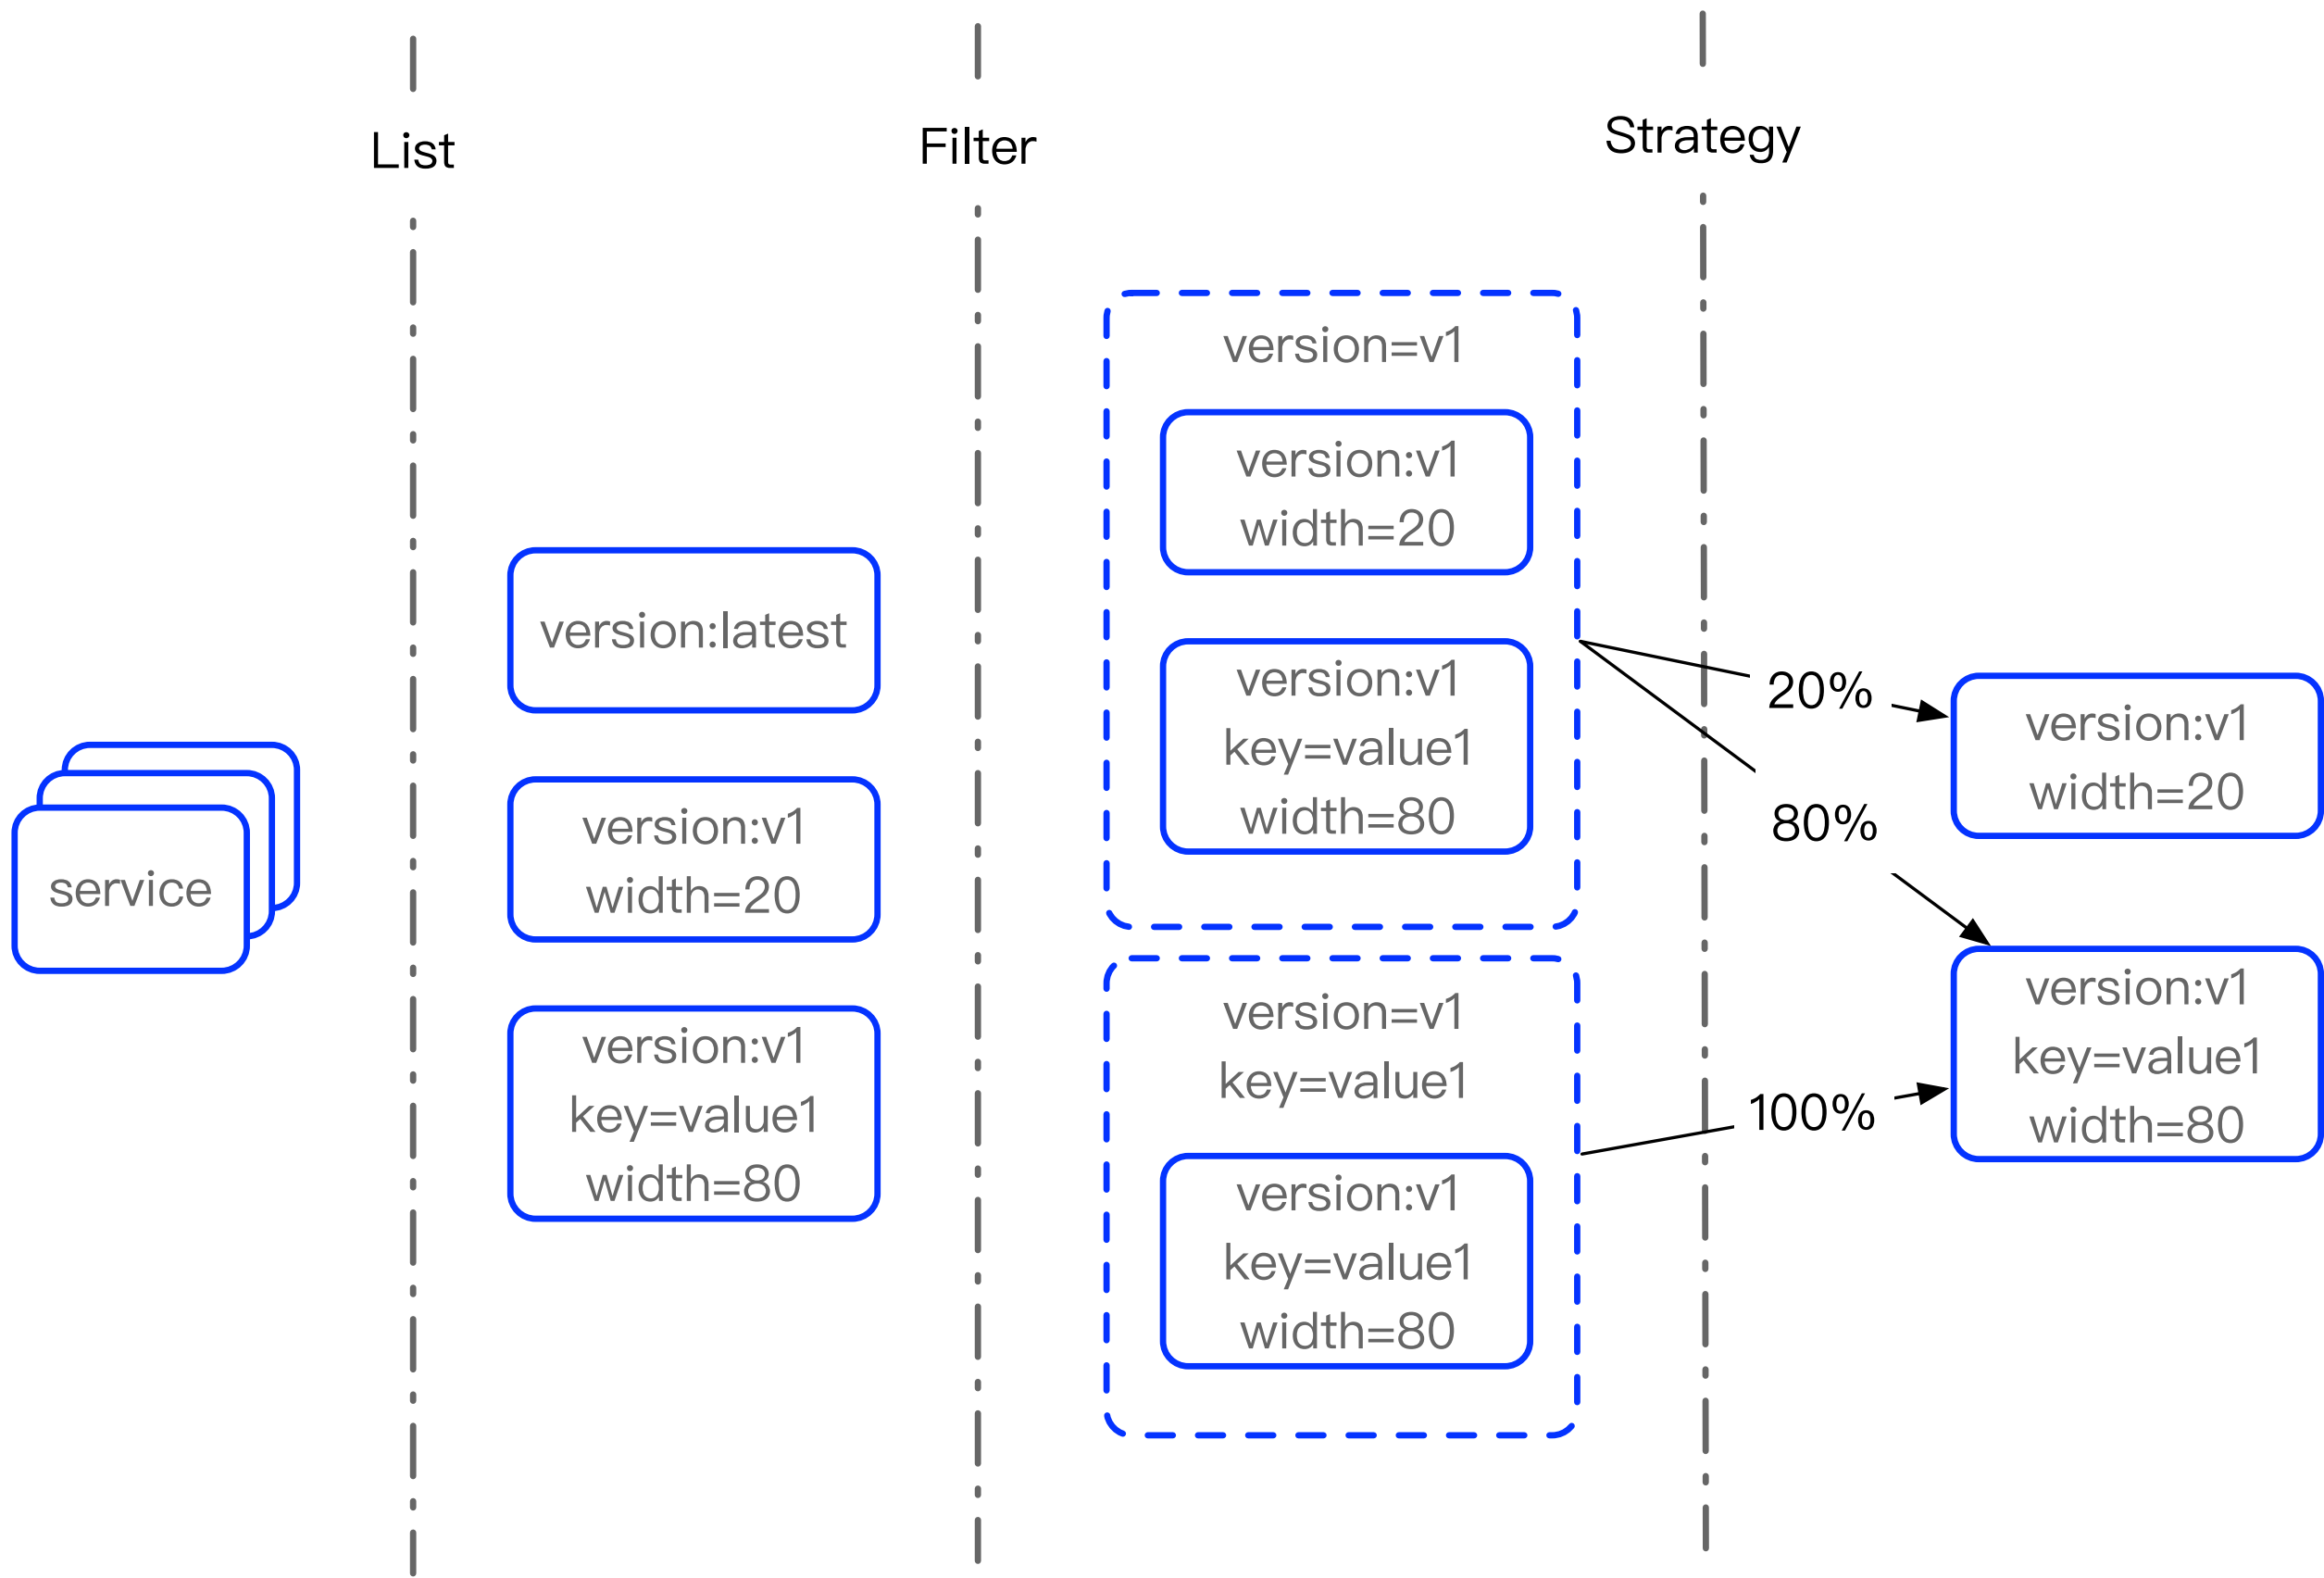 List
Filter
Strategy
service
version:latest
version:v1
width=20
version:v1
key=value1
width=80
version=v1
version:v1
width=20
version:v1
key=value1
width=80
version=v1
key=value1
version:v1
key=value1
width=80
20%
80%
100%
version:v1
width=20
version:v1
key=value1
width=80